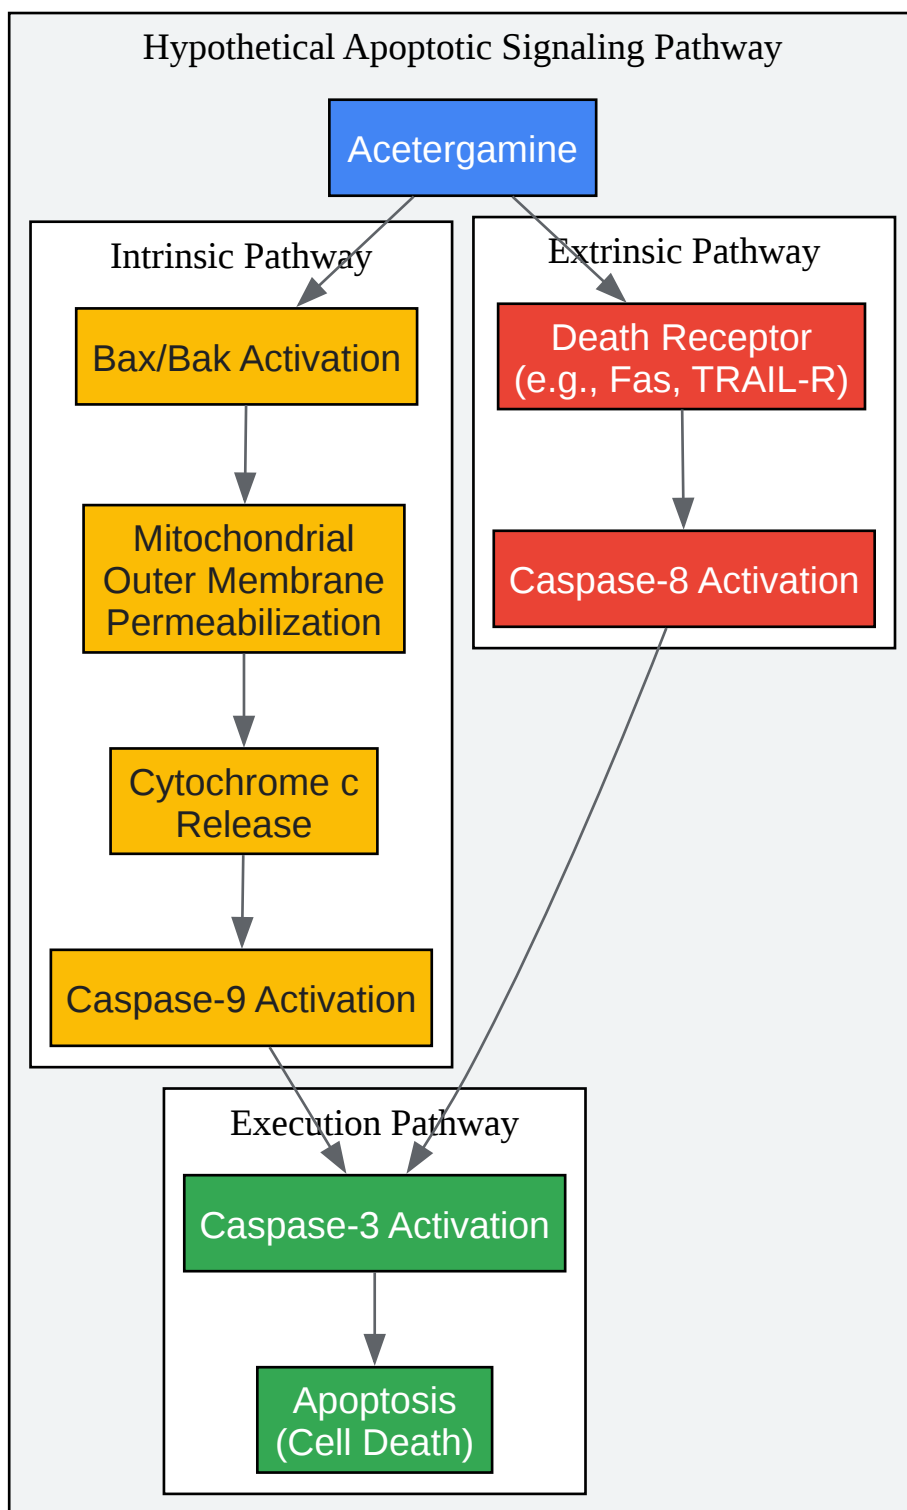 Hypothetical Apoptotic Signaling Pathway
Acetergamine
Intrinsic Pathway
Bax/Bak Activation
Mitochondrial
Outer Membrane
Permeabilization
Cytochrome c
Release
Caspase-9 Activation
Extrinsic Pathway
Death Receptor
(e.g., Fas, TRAIL-R)
Caspase-8 Activation
Execution Pathway
Caspase-3 Activation
Apoptosis
(Cell Death)